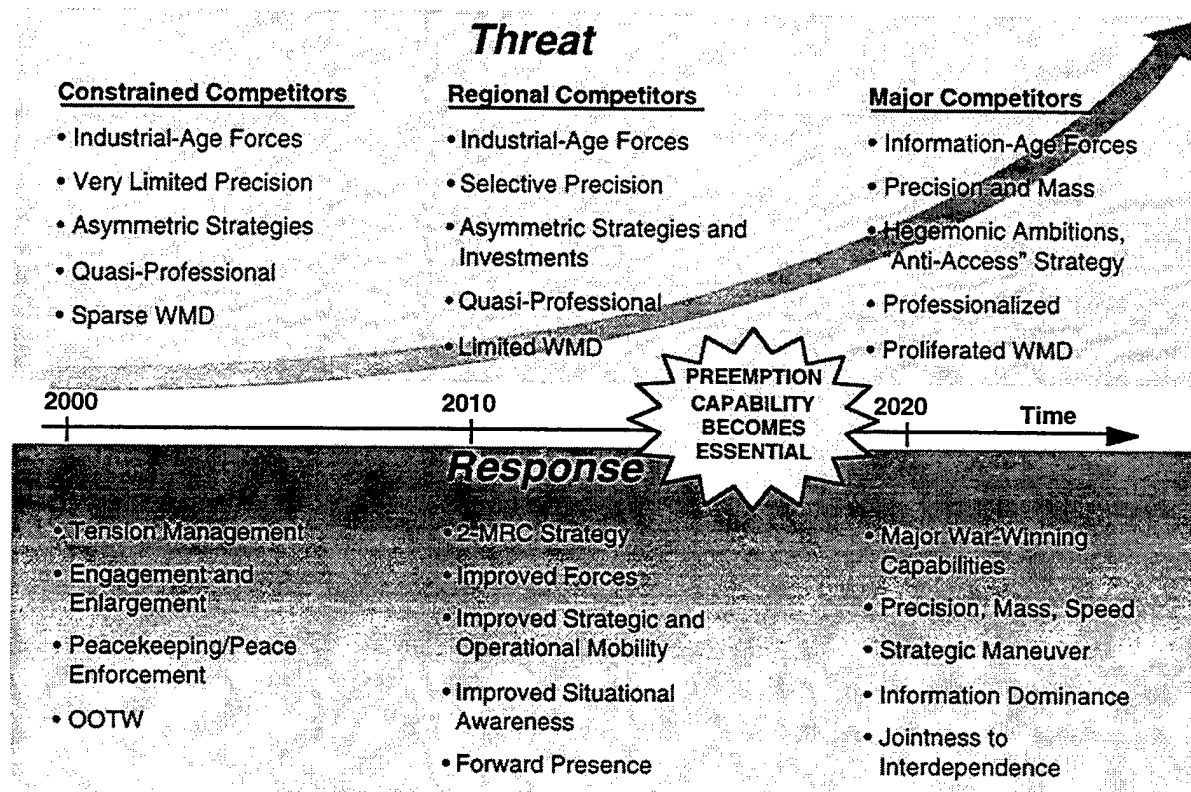 Threat
Constrained Competitors
• Industrial-Age Forces
• Very Limited Precision
• Asymmetric Strategies
• Quasi-Professional
• Sparse WMD
Regional Competitors
• Industrial-Age Forces
• Selective Precision
• Asymmetric Strategies and
Investments
• Quasi-Professional
• Limited WMD
Major Competitors
• Information-Age Forces
• Precision and Mass
• Hegemonic Ambitions,
"Anti-Access" Strategy
• Professionalized
• Proliferated WMD
2000
2010
PREEMPTION
CAPABILITY
BECOMES
ESSENTIAL
2020
Time
Response
• Tension Management
• Engagement and
Enlargement
• Peacekeeping/Peace
Enforcement
• OOTW
• 2-MRC Strategy
• Improved Forces
• Improved Strategic and
Operational Mobility
• Improved Situational
Awareness
• Forward Presence
• Major War-Winning
Capabilities
• Precision, Mass, Speed
• Strategic Maneuver
• Information Dominance
• Jointness to
Interdependence